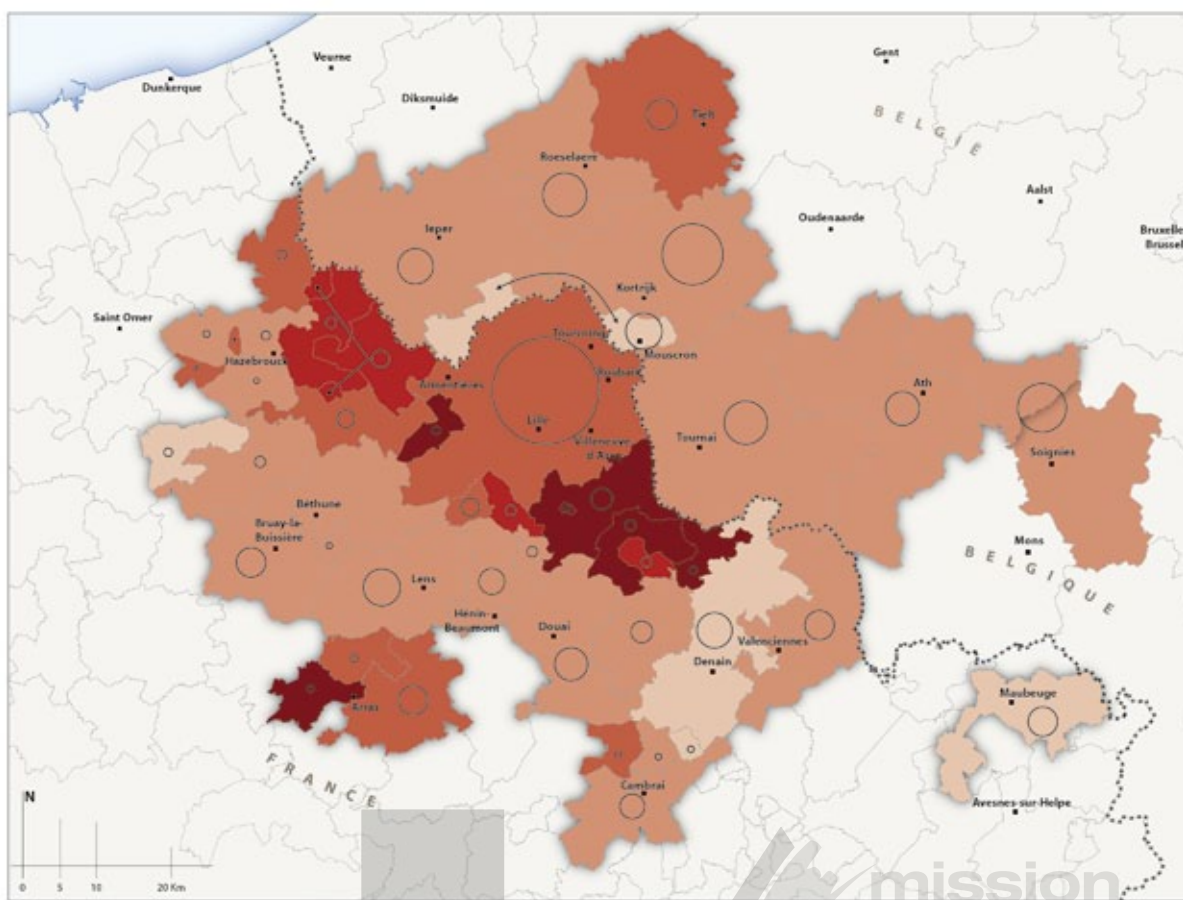 Veurne
Gent
Dunkerque
Diksmuide
BELGIË
Tielt
Roeselaere
Aalst
Oudenaarde
Ieper
Bruxelle
Brussel
Kortrijk
Saint Omer
Tourcoing
Hazebrouck
Mouscron
Armentières
Roubaix
Ath
Lille
Villeneuve
d'Ascq
Tournai
Soignies
Béthune
Bruay-la-
Buissière
Mons
BELGIQUE
Lens
Hénin-
Beaumont
Douai
Valenciennes
Denain
Maubeuge
Arras
FRANCE
Cambrai
N
Avesnes-sur-Helpe
0 5 10 20 Km
mission